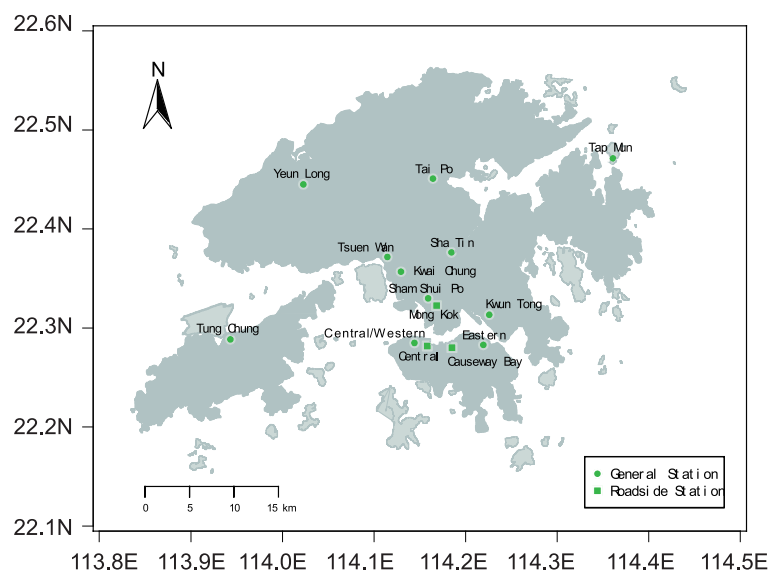 22.6N
N
22.5N
Tap Mun
Yeun Long
Tai Po
22.4N
Tsuen Wan
Sha Tin
Kwai Chung
Sham Shui Po
Kwun Tong
Mong Kok
22.3N
Tung Chung
Central/Western
Eastern
Central
Causeway Bay
22.2N
General Station
Roadside Station
0 5 10 15 km
22.1N
113.8E 113.9E 114.0E 114.1E 114.2E 114.3E 114.4E 114.5E